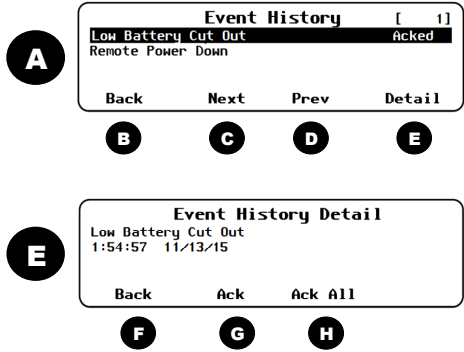 Event History [ 1]
Low Battery Cut Out Acked
Remote Power Down
A
Back Next Prev Detail
B C D E
Event History Detail
Low Battery Cut Out
1:54:57 11/13/15
E
Back Ack Ack All
F G H